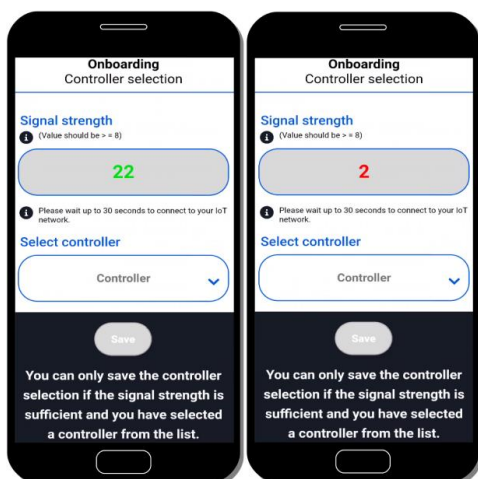 Onboarding
Controller selection
Signal strength
i (Value should be > = 8)
22
i Please wait up to 30 seconds to connect to your IoT
network.
Select controller
Controller
Save
You can only save the controller
selection if the signal strength is
sufficient and you have selected
a controller from the list.
Onboarding
Controller selection
Signal strength
i (Value should be > = 8)
2
i Please wait up to 30 seconds to connect to your IoT
network.
Select controller
Controller
Save
You can only save the controller
selection if the signal strength is
sufficient and you have selected
a controller from the list.